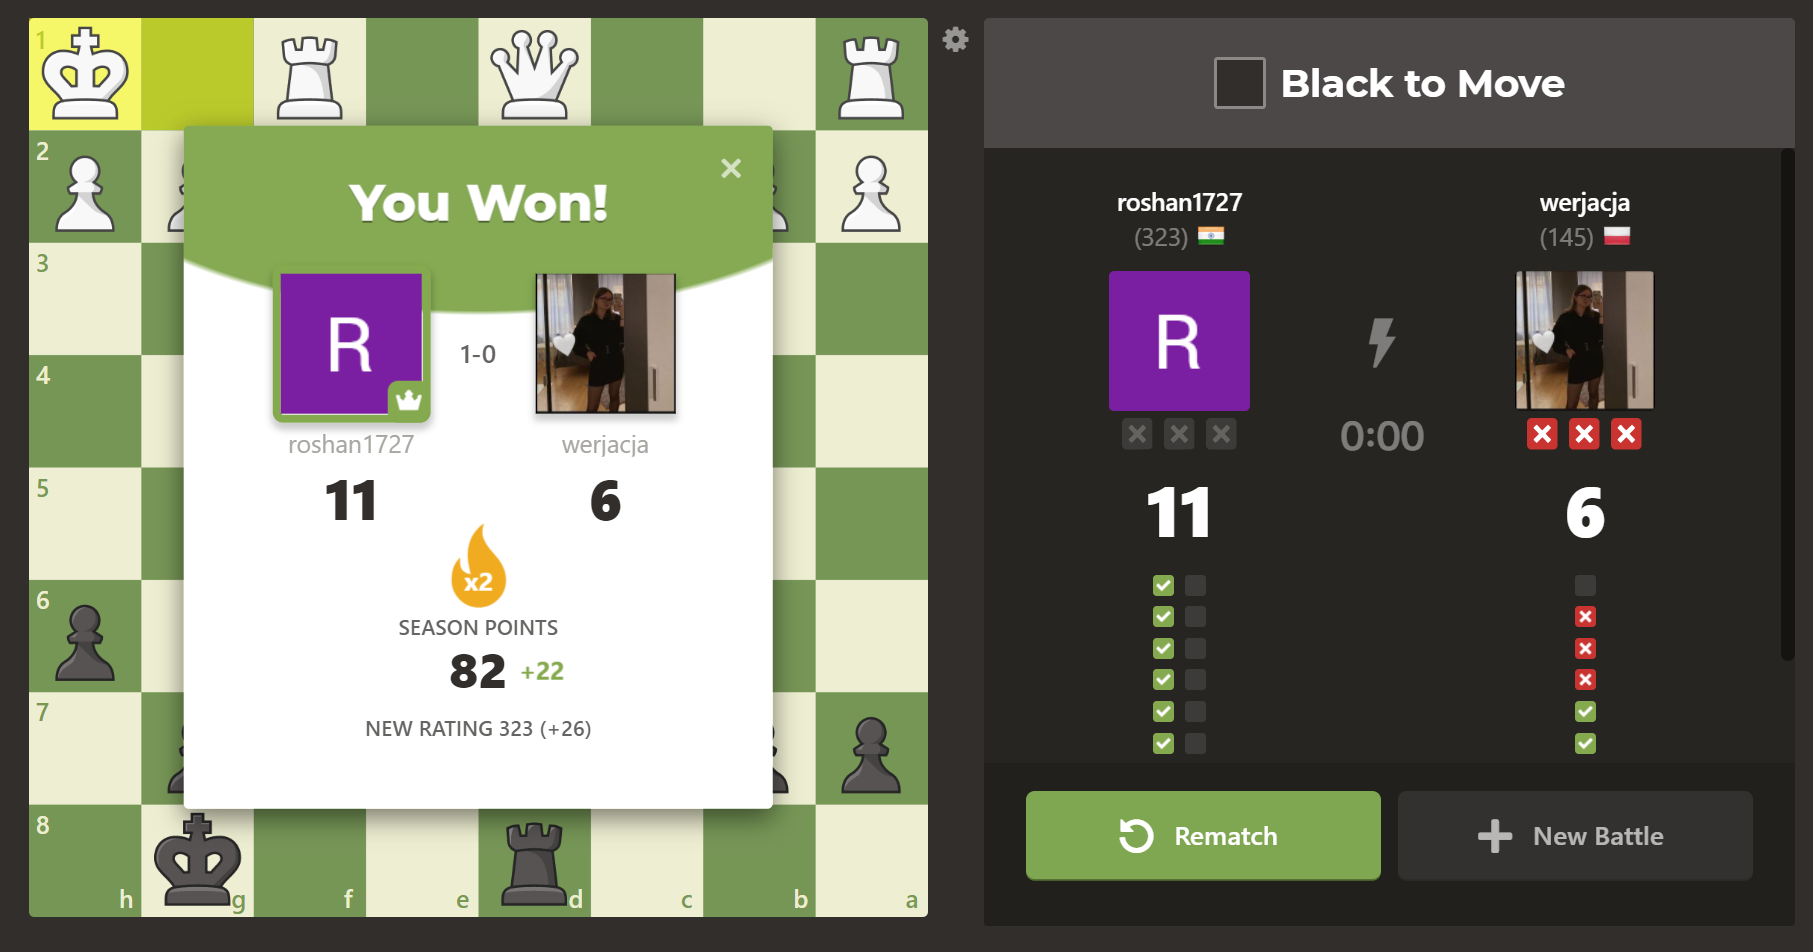 1
2
3
4
5
6
7
8
h
g
f
e
d
c
b
a
You Won!
R
1-0
roshan1727
werjacja
11
6
x2
SEASON POINTS
82 +22
NEW RATING 323 (+26)
Black to Move
roshan1727
(323)
werjacja
(145)
R
0:00
11
6
Rematch
New Battle